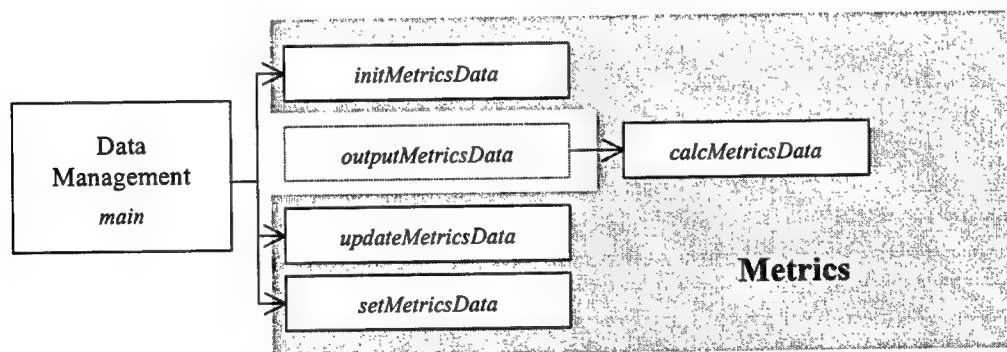 initMetricsData
Data
Management
main
outputMetricsData
calcMetricsData
updateMetricsData
setMetricsData
Metrics